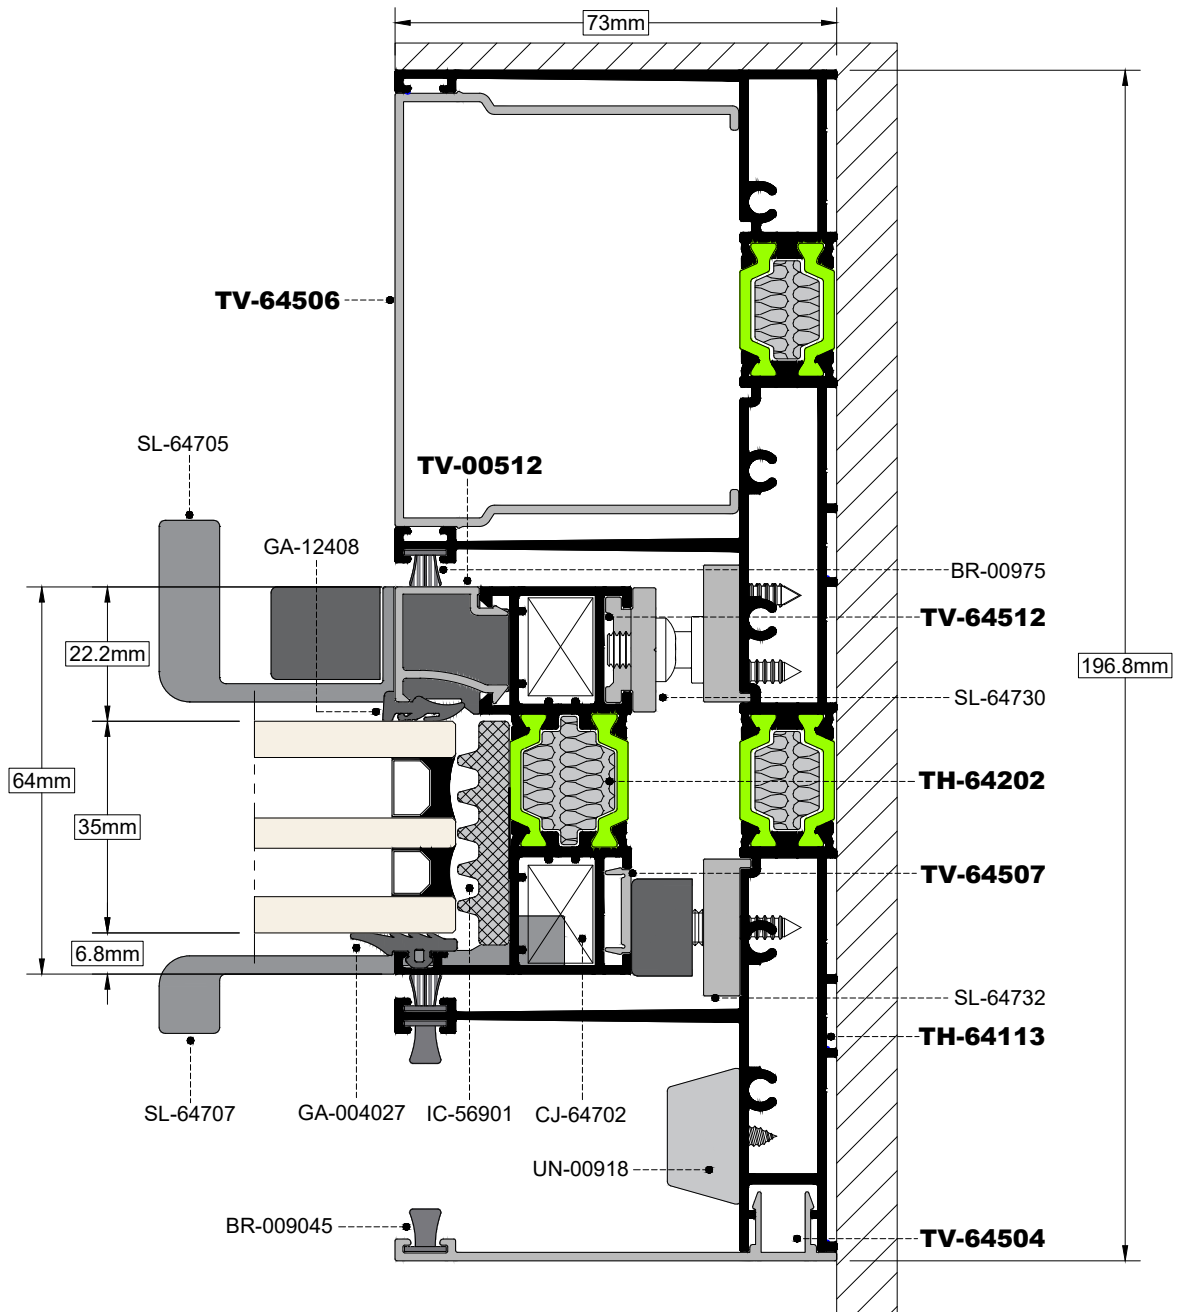 73mm
TV-64506
SL-64705
TV-00512
GA-12408
BR-00975
TV-64512
22.2mm
196.8mm
SL-64730
64mm
TH-64202
35mm
TV-64507
6.8mm
SL-64732
TH-64113
SL-64707
GA-004027
IC-56901
CJ-64702
UN-00918
BR-009045
TV-64504